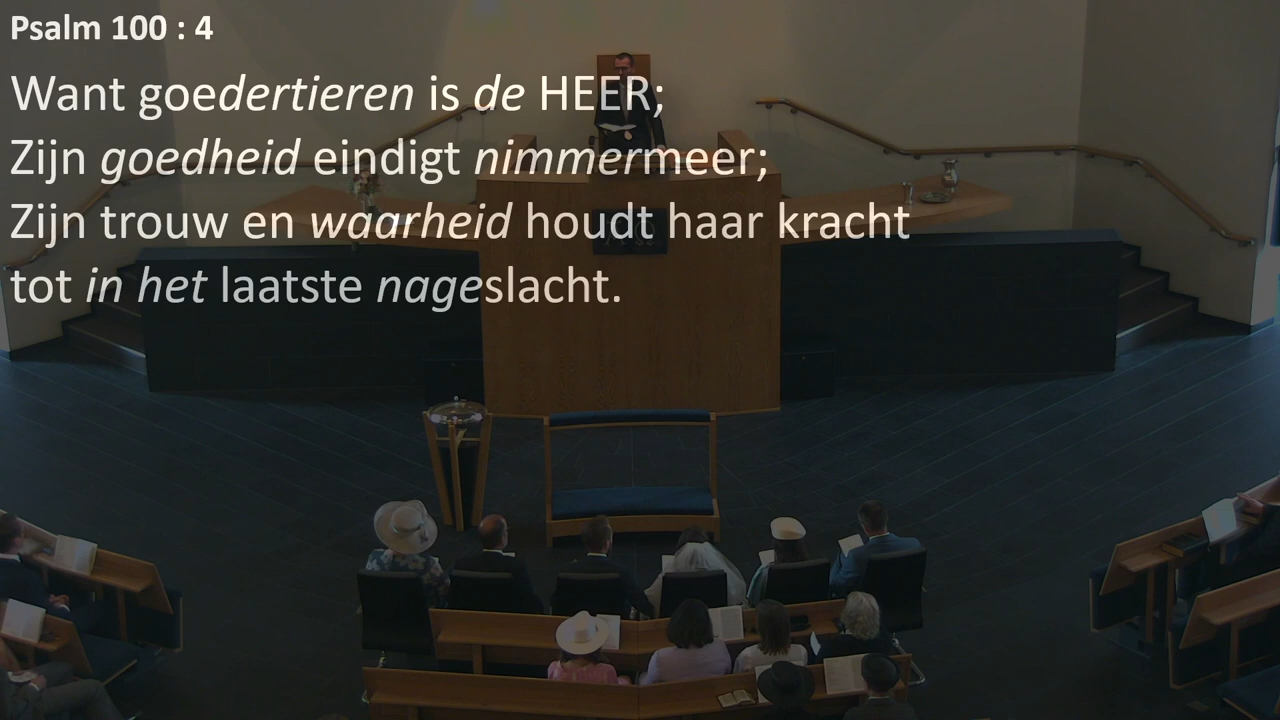 Psalm 100 : 4
Want goedertieren is de HEER;
Zijn goedheid eindigt nimmermeer;
Zijn trouw en waarheid houdt haar kracht
tot in het laatste nageslacht.